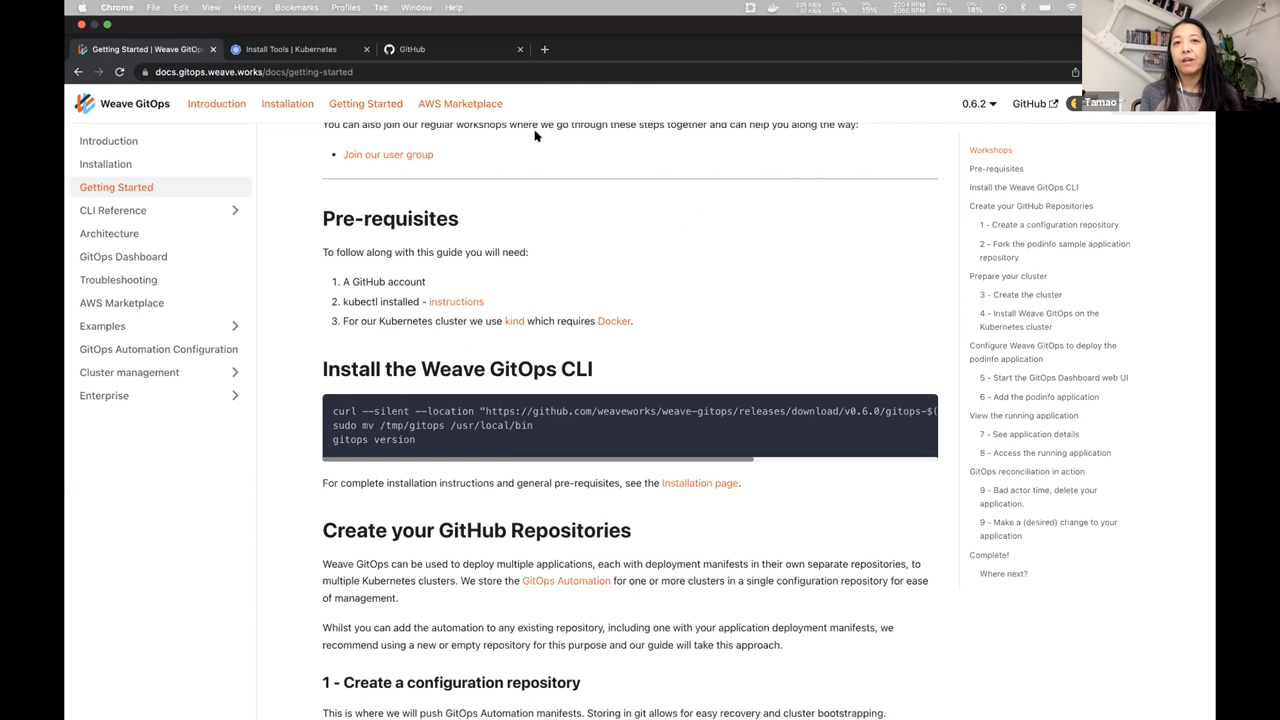 Chrome File Edit View History Bookmarks Profiles Tab Window Help
Getting Started | Weave GitOp
Install Tools | Kubernetes
GitHub
docs.gitops.weave.works/docs/getting-started
Weave GitOps
Introduction
Installation
Getting Started
AWS Marketplace
0.6.2
GitHub
Tamao
Introduction
Installation
Getting Started
CLI Reference
Architecture
GitOps Dashboard
Troubleshooting
AWS Marketplace
Examples
GitOps Automation Configuration
Cluster management
Enterprise
You can also join our regular workshops where we go through these steps together and can help you along the way:
• Join our user group
Pre-requisites
To follow along with this guide you will need:
1. A GitHub account
2. kubectl installed - instructions
3. For our Kubernetes cluster we use kind which requires Docker.
Install the Weave GitOps CLI
curl --silent --location "https://github.com/weaveworks/weave-gitops/releases/download/v0.6.0/gitops-$(
sudo mv /tmp/gitops /usr/local/bin
gitops version
For complete installation instructions and general pre-requisites, see the Installation page.
Create your GitHub Repositories
Weave GitOps can be used to deploy multiple applications, each with deployment manifests in their own separate repositories, to
multiple Kubernetes clusters. We store the GitOps Automation for one or more clusters in a single configuration repository for ease
of management.
Whilst you can add the automation to any existing repository, including one with your application deployment manifests, we
recommend using a new or empty repository for this purpose and our guide will take this approach.
1 - Create a configuration repository
This is where we will push GitOps Automation manifests. Storing in git allows for easy recovery and cluster bootstrapping.
Workshops
Pre-requisites
Install the Weave GitOps CLI
Create your GitHub Repositories
1 - Create a configuration repository
2 - Fork the podinfo sample application
repository
Prepare your cluster
3 - Create the cluster
4 - Install Weave GitOps on the
Kubernetes cluster
Configure Weave GitOps to deploy the
podinfo application
5 - Start the GitOps Dashboard web UI
6 - Add the podinfo application
View the running application
7 - See application details
8 - Access the running application
GitOps reconciliation in action
9 - Bad actor time, delete your
application.
9 - Make a (desired) change to your
application
Complete!
Where next?